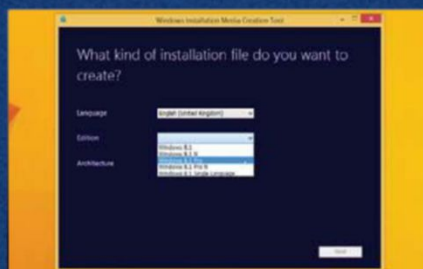 Windows Installation Media Creation Tool
What kind of installation file do you want to
create?
Language
English (United Kingdom)
Edition
Windows 8.1
Windows 8.1 N
Windows 8.1 Pro
Windows 8.1 Pro N
Windows 8.1 Single Language
Architecture
Next